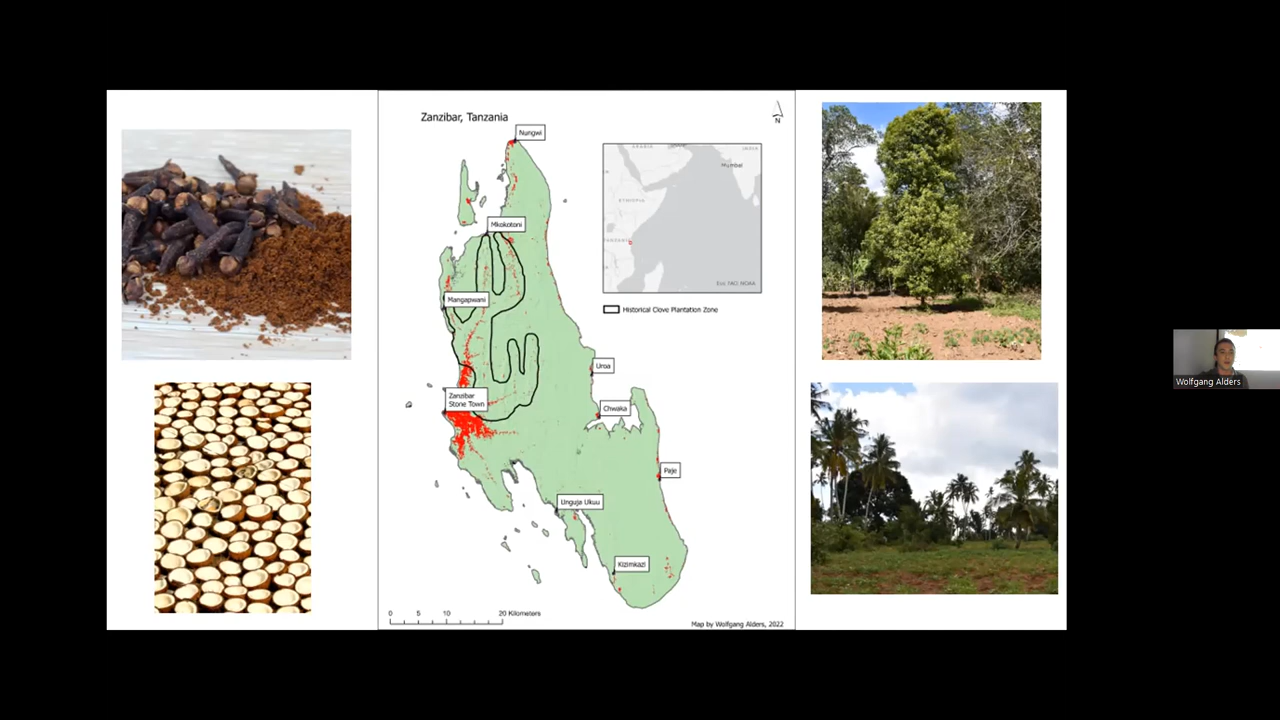 Zanzibar, Tanzania
N
Nungwi
Mumbai
ETHIOPIA
Mkokotoni
TANZANIA
Esri, FAO, NOAA
Mangapwani
Historical Clove Plantation Zone
Uroa
Zanzibar
Stone Town
Chwaka
Paje
Unguja Ukuu
Kizimkazi
0 5 10 20 Kilometers
Map by Wolfgang Alders, 2022
Wolfgang Alders